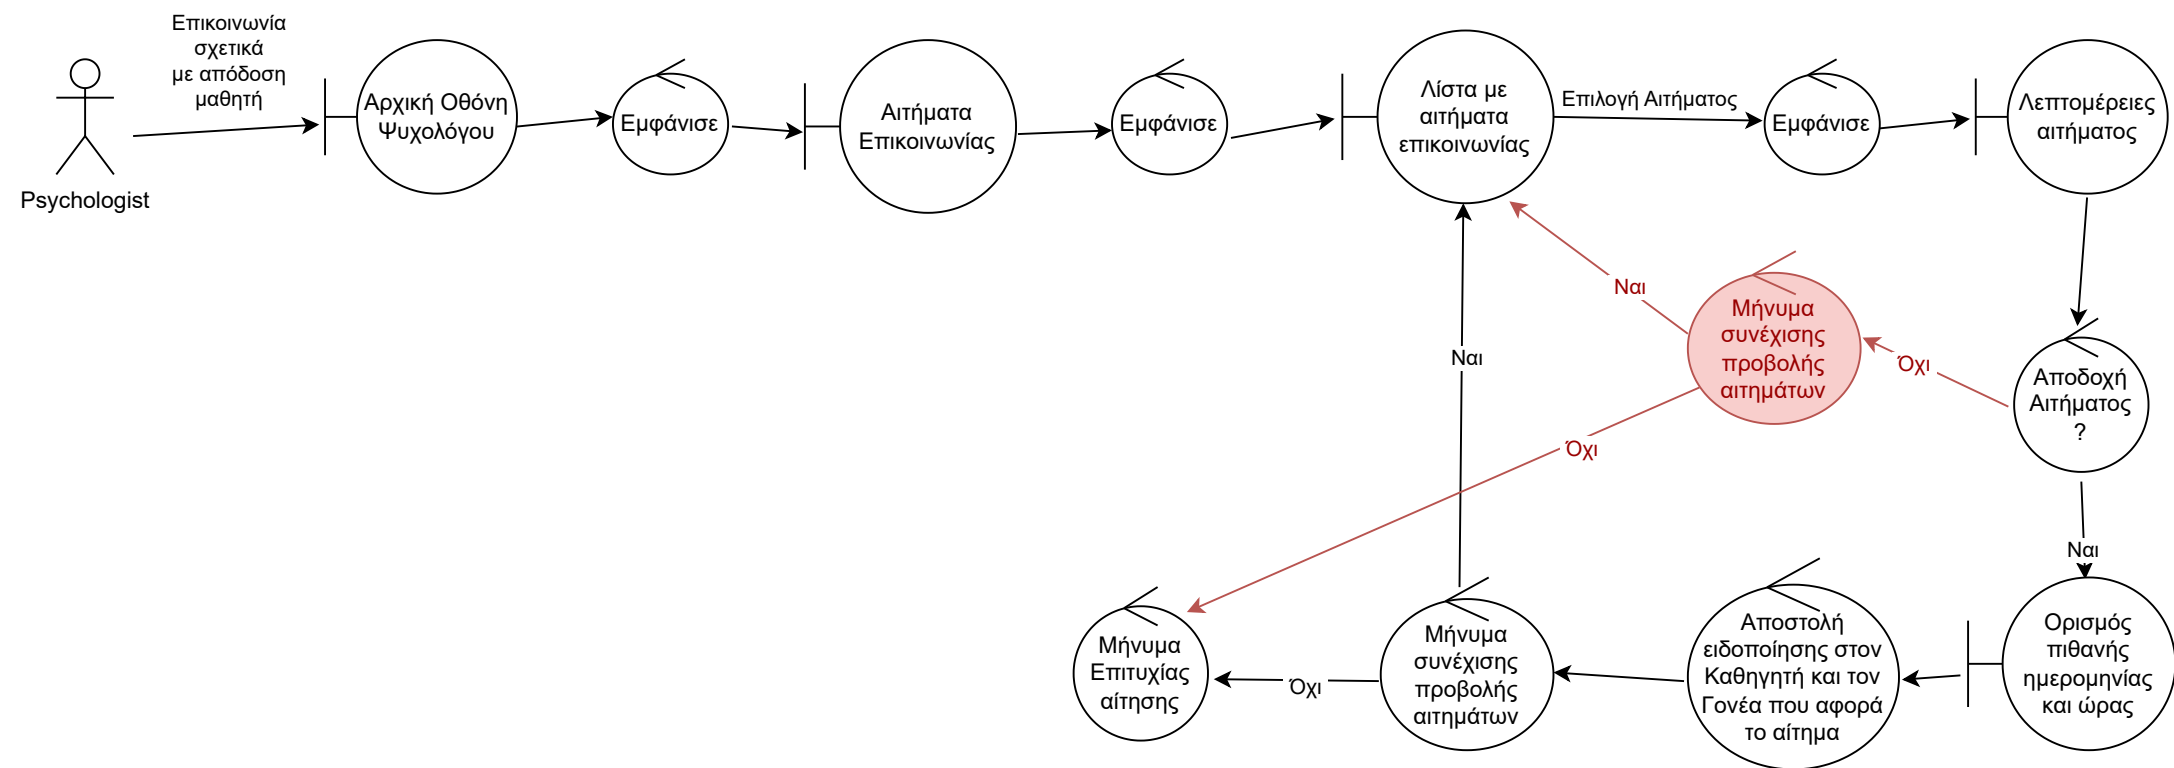 Επικοινωνία
σχετικά
με απόδοση
μαθητή
Psychologist
Αρχική Οθόνη
Ψυχολόγου
Εμφάνισε
Αιτήματα
Επικοινωνίας
Εμφάνισε
Λίστα με
αιτήματα
επικοινωνίας
Επιλογή Αιτήματος
Εμφάνισε
Λεπτομέρειες
αιτήματος
Ναι
Μήνυμα
συνέχισης
προβολής
αιτημάτων
Όχι
Αποδοχή
Αιτήματος
?
Ναι
Όχι
Ναι
Μήνυμα
Επιτυχίας
αίτησης
Όχι
Μήνυμα
συνέχισης
προβολής
αιτημάτων
Αποστολή
ειδοποίησης στον
Καθηγητή και τον
Γονέα που αφορά
το αίτημα
Ορισμός
πιθανής
ημερομηνίας
και ώρας